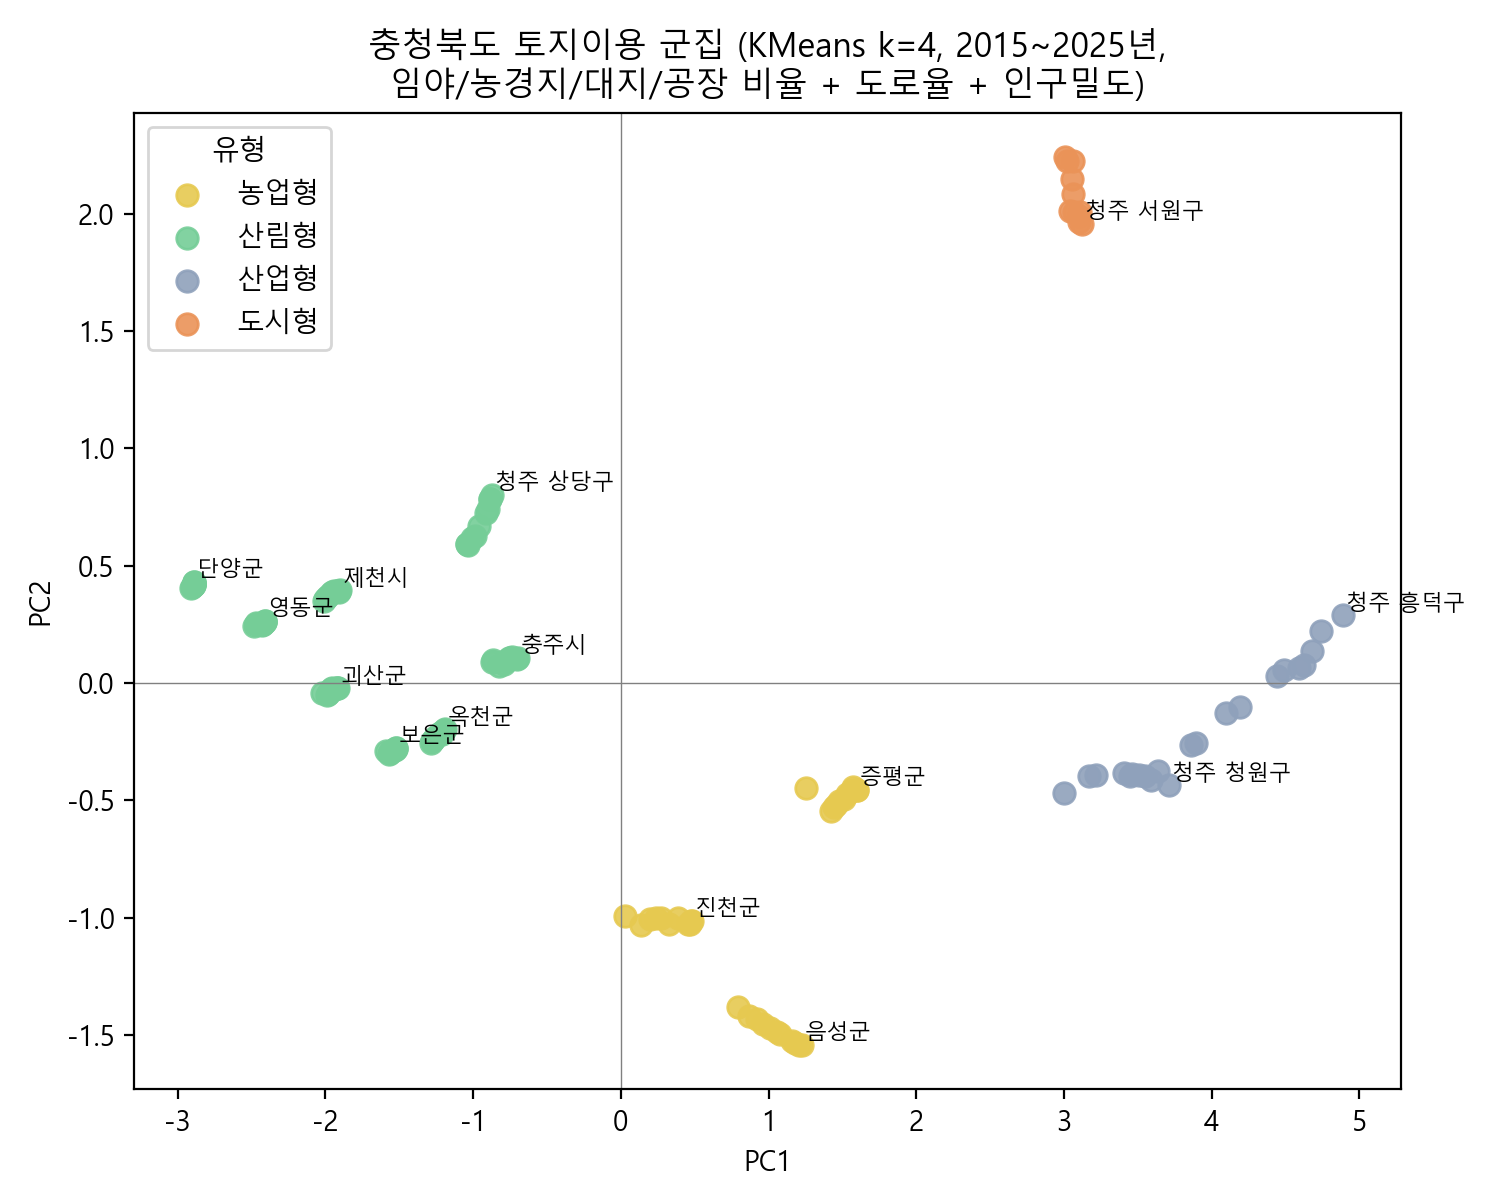 충청북도 토지이용 군집 (KMeans k=4, 2015~2025년,
임야/농경지/대지/공장 비율 + 도로율 + 인구밀도)
유형
농업형
산림형
산업형
도시형
청주 서원구
청주 상당구
단양군
제천시
영동군
청주 흥덕구
충주시
괴산군
옥천군
보은군
증평군
청주 청원구
진천군
음성군
PC2
2.0
1.5
1.0
0.5
0.0
-0.5
-1.0
-1.5
-3 -2 -1 0 1 2 3 4 5
PC1